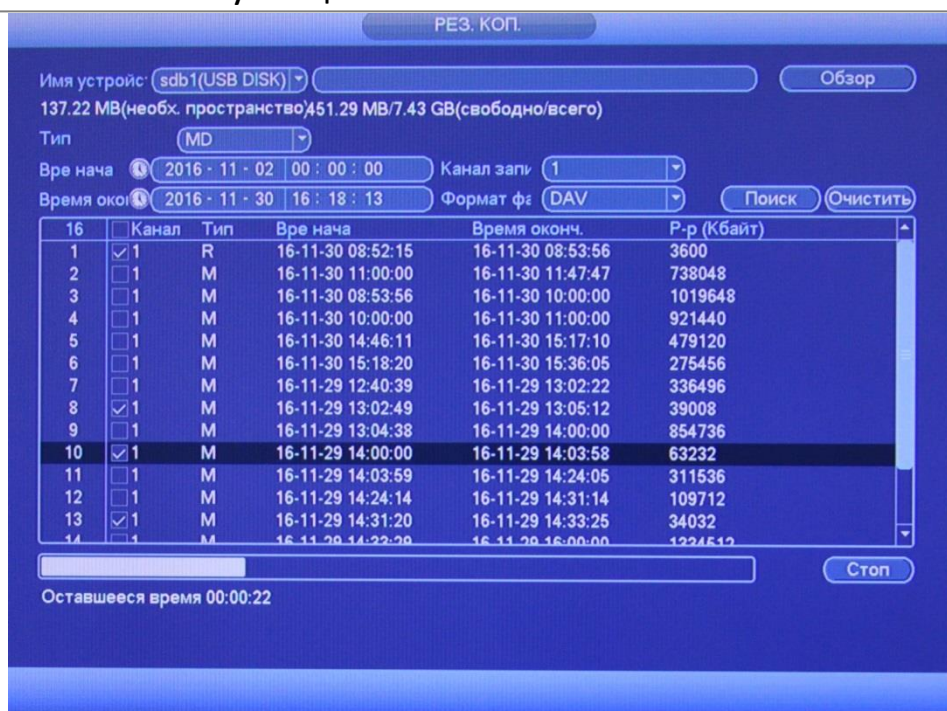 РЕЗ. КОП.
Имя устройс sdb1(USB DISK) Обзор
137.22 MB(необх. пространство 451.29 MB/7.43 GB(свободно/всего)
Тип MD
Вре нача 2016 - 11 - 02 00 : 00 : 00 Канал запи 1
Время окон 2016 - 11 - 30 16 : 18 : 13 Формат фа DAV Поиск Очистить
16 Канал Тип Вре нача Время оконч. Р-р (Кбайт)
1 1 R 16-11-30 08:52:15 16-11-30 08:53:56 3600
2 1 M 16-11-30 11:00:00 16-11-30 11:47:47 738048
3 1 M 16-11-30 08:53:56 16-11-30 10:00:00 1019648
4 1 M 16-11-30 10:00:00 16-11-30 11:00:00 921440
5 1 M 16-11-30 14:46:11 16-11-30 15:17:10 479120
6 1 M 16-11-30 15:18:20 16-11-30 15:36:05 275456
7 1 M 16-11-29 12:40:39 16-11-29 13:02:22 336496
8 1 M 16-11-29 13:02:49 16-11-29 13:05:12 39008
9 1 M 16-11-29 13:04:38 16-11-29 14:00:00 854736
10 1 M 16-11-29 14:00:00 16-11-29 14:03:58 63232
11 1 M 16-11-29 14:03:59 16-11-29 14:24:05 311536
12 1 M 16-11-29 14:24:14 16-11-29 14:31:14 109712
13 1 M 16-11-29 14:31:20 16-11-29 14:33:25 34032
14 1 M 16-11-29 16:00:00 1234512
Стоп
Оставшееся время 00:00:22